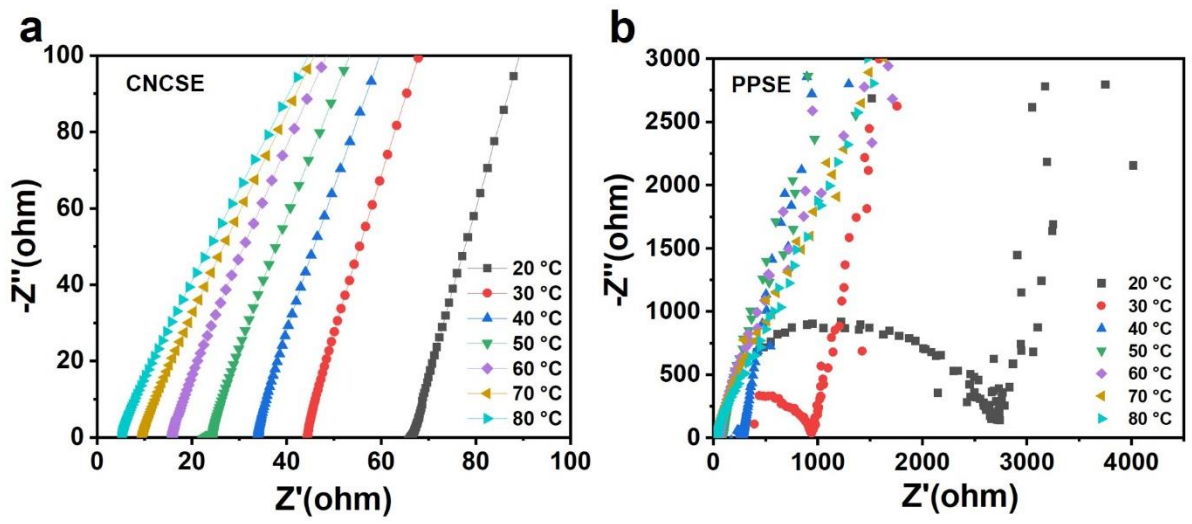 a
CNCSE
-Z''(ohm)
100
80
60
40
20
0
20 °C
30 °C
40 °C
50 °C
60 °C
70 °C
80 °C
0 20 40 60 80 100
Z'(ohm)
b
PPSE
-Z''(ohm)
3000
2500
2000
1500
1000
500
0
20 °C
30 °C
40 °C
50 °C
60 °C
70 °C
80 °C
0 1000 2000 3000 4000
Z'(ohm)